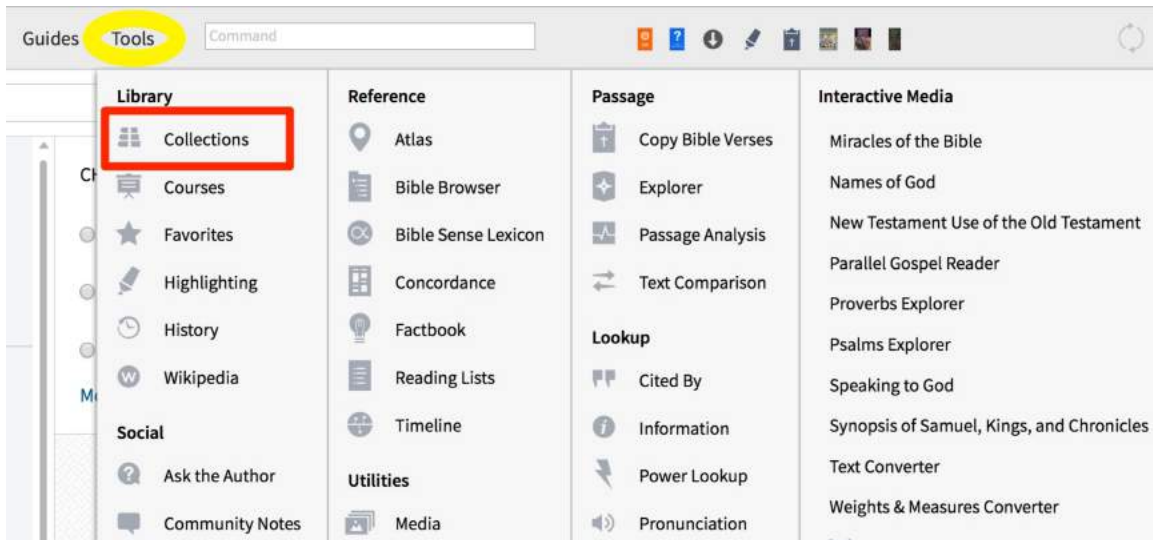 Guides
Tools
Command
Library
Collections
Courses
Favorites
Highlighting
History
Wikipedia
Social
Ask the Author
Community Notes
Reference
Atlas
Bible Browser
Bible Sense Lexicon
Concordance
Factbook
Reading Lists
Timeline
Utilities
Media
Passage
Copy Bible Verses
Explorer
Passage Analysis
Text Comparison
Lookup
Cited By
Information
Power Lookup
Pronunciation
Interactive Media
Miracles of the Bible
Names of God
New Testament Use of the Old Testament
Parallel Gospel Reader
Proverbs Explorer
Psalms Explorer
Speaking to God
Synopsis of Samuel, Kings, and Chronicles
Text Converter
Weights & Measures Converter